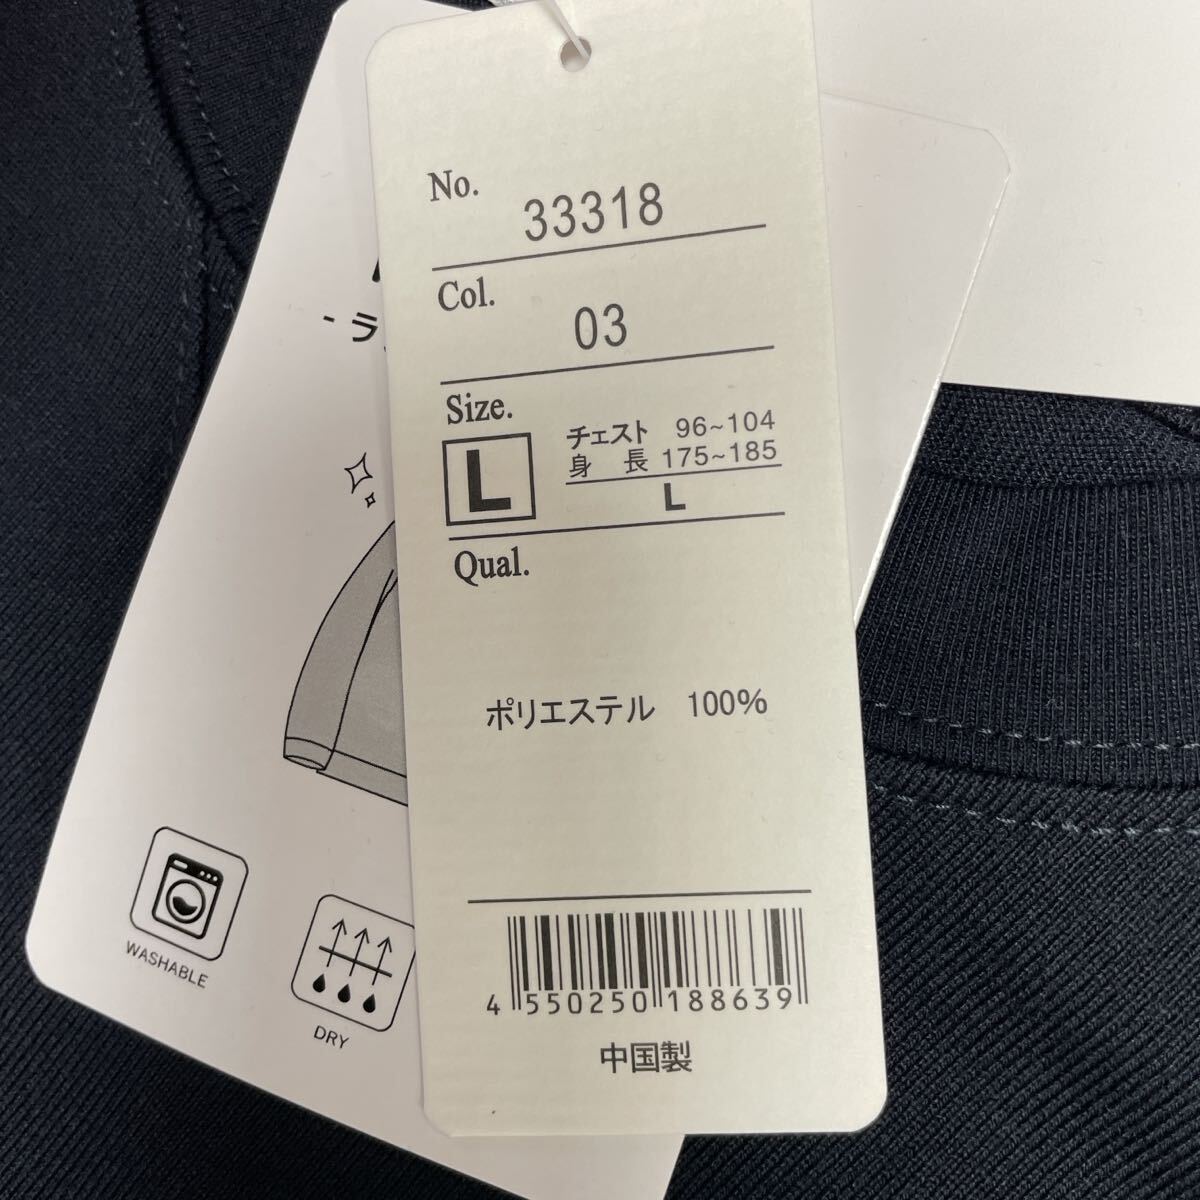 No. 33318
Col. 03
Size.
L
チェスト 96~104
身長 175~185
L
Qual.
ポリエステル 100%
4 550250 188639
中国製
- ラ
WASHABLE
DRY